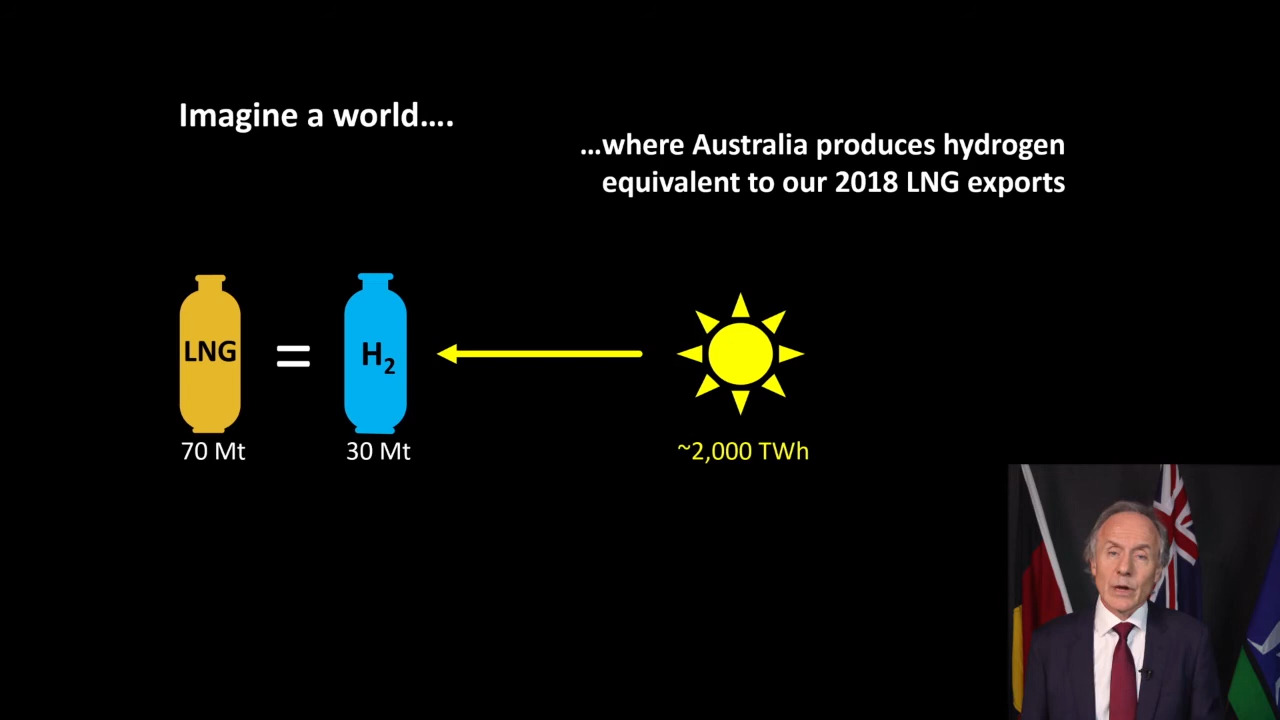 Imagine a world....
...where Australia produces hydrogen
equivalent to our 2018 LNG exports
LNG
=
H₂
70 Mt
30 Mt
~2,000 TWh